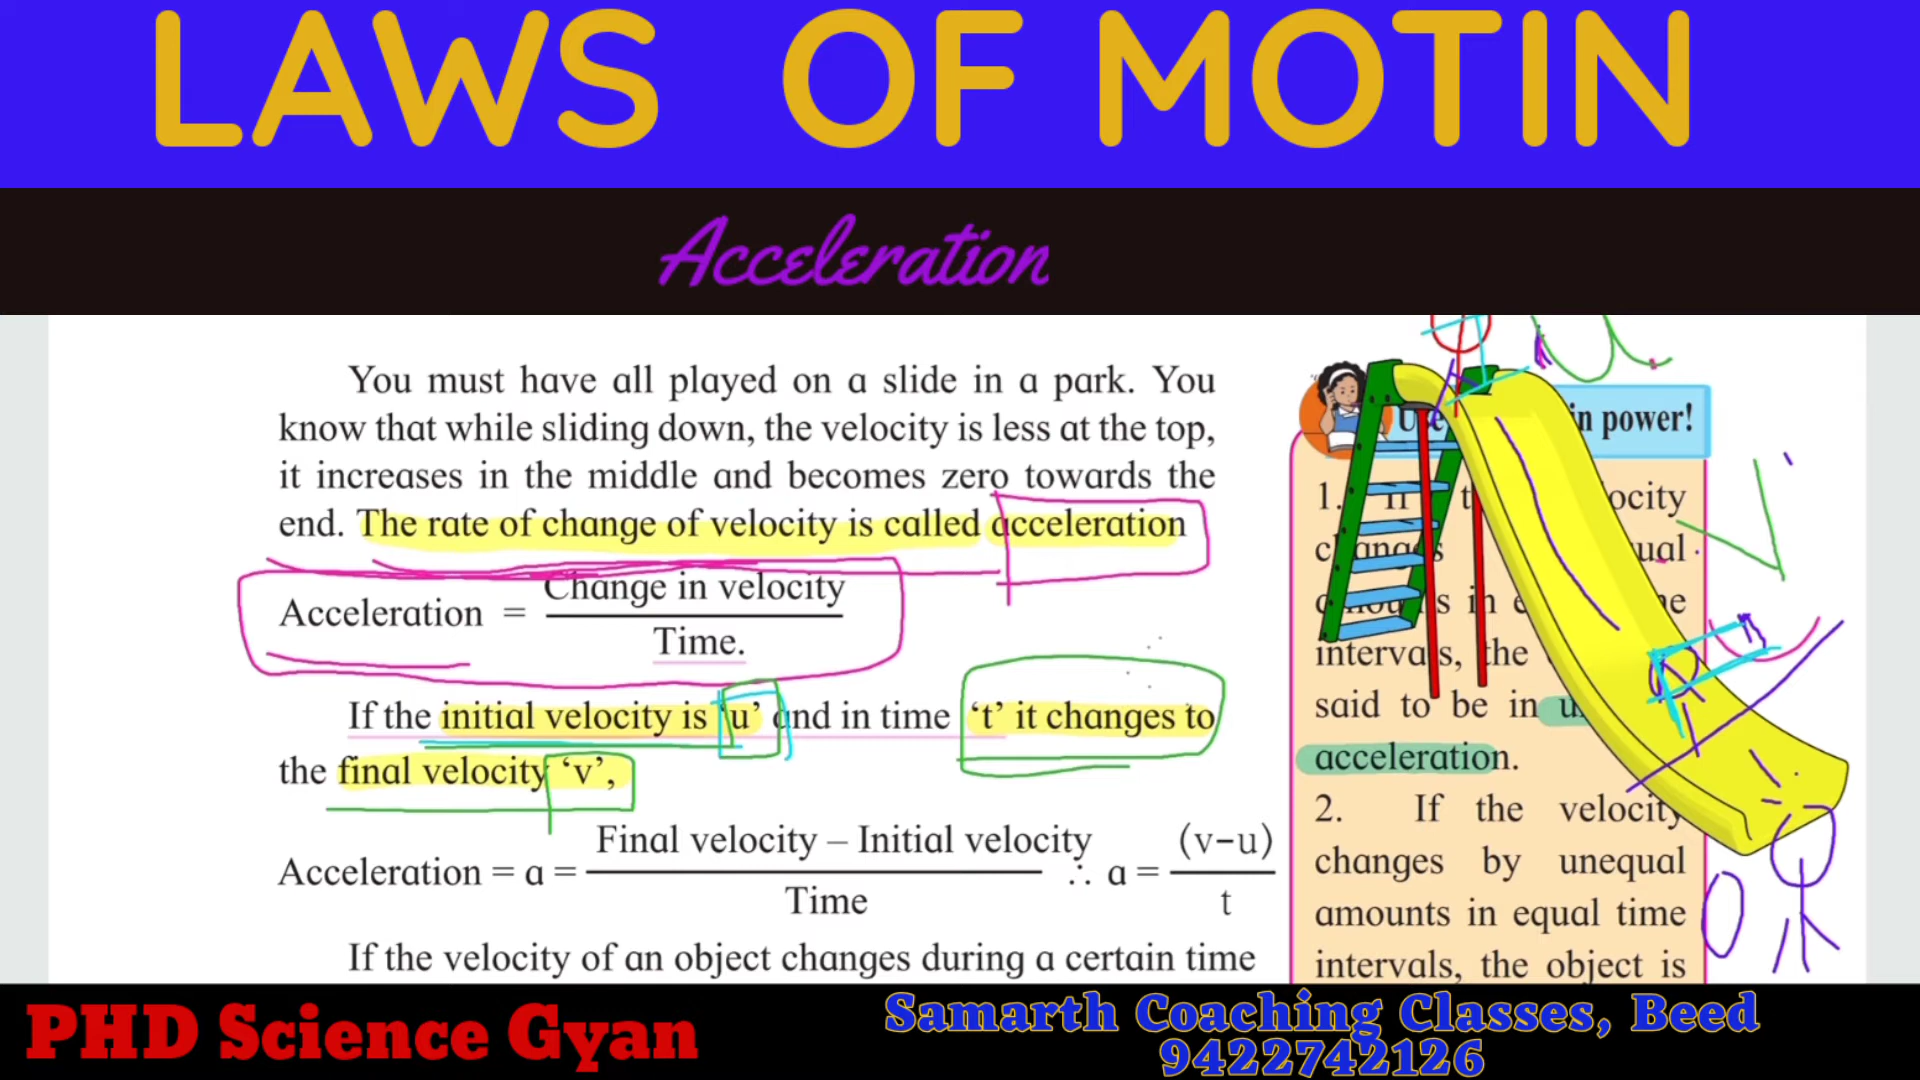 LAWS OF MOTIN
Acceleration
You must have all played on a slide in a park. You
know that while sliding down, the velocity is less at the top,
it increases in the middle and becomes zero towards the
end. The rate of change of velocity is called acceleration
Acceleration = Change in velocity
Time.
If the initial velocity is ‘u’ and in time ‘t’ it changes to
the final velocity ‘v’,
Acceleration = a = Final velocity – Initial velocity ∴ a = (v–u)
Time t
If the velocity of an object changes during a certain time
u
in power!
1.
intervals, the
said to be in
acceleration.
2. If the velocity
changes by unequal
amounts in equal time
intervals, the object is
V
0
PHD Science Gyan
Samarth Coaching Classes, Beed
9422742126